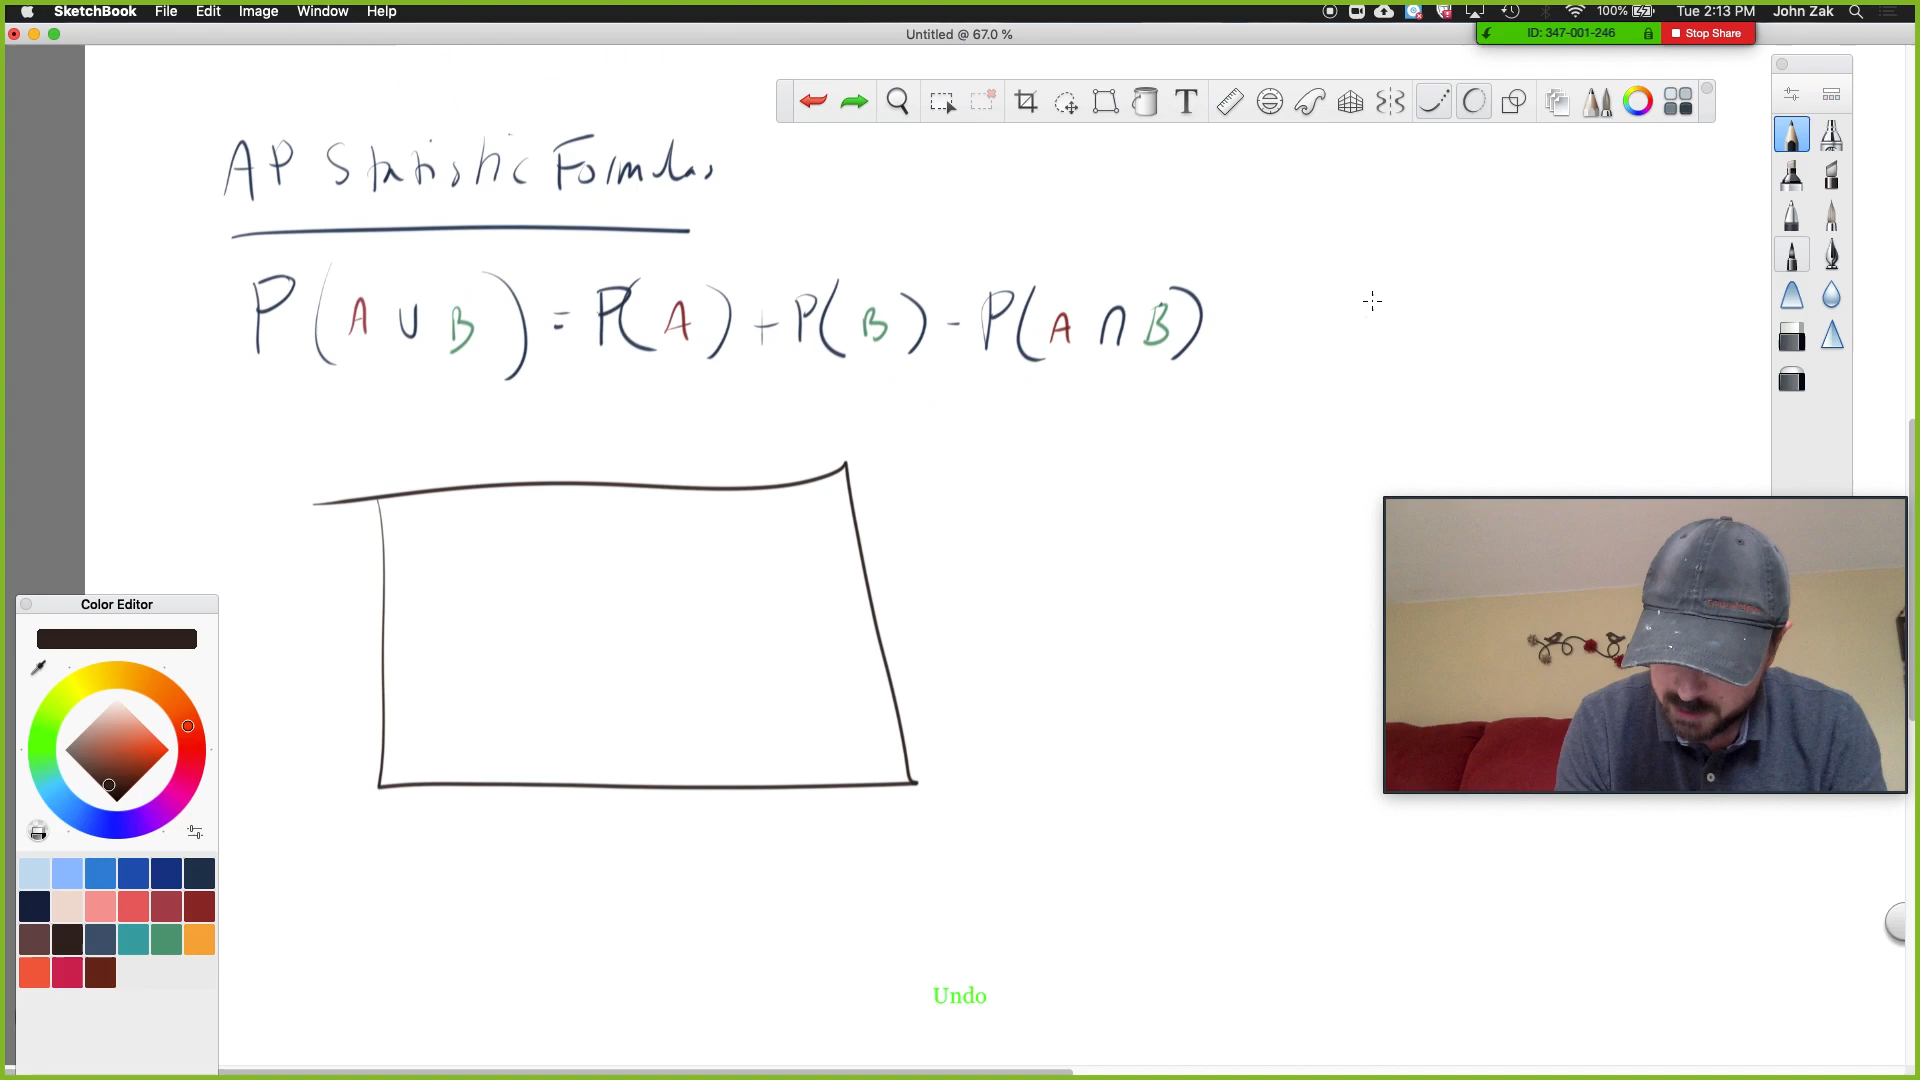 SketchBook File Edit Image Window Help 100% Tue 2:13 PM John Zak
Untitled @ 67.0 %
ID: 347-001-246 Stop Share
AP Statistic Formulas
P(A ∪ B) = P(A) + P(B) - P(A ∩ B)
Color Editor
Undo